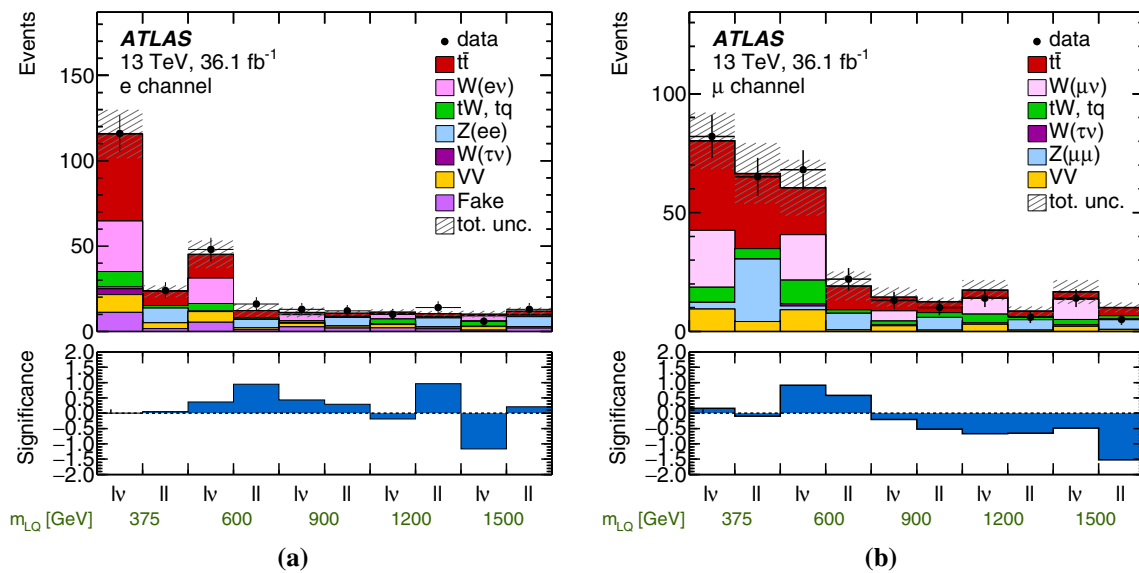 Events
150
100
50
0
ATLAS
13 TeV, 36.1 fb⁻¹
e channel
data
tt̄
W(eν)
tW, tq
Z(ee)
W(τν)
VV
Fake
tot. unc.
Significance
2.0
1.5
1.0
0.5
0.0
−0.5
−1.0
−1.5
−2.0
lν ll lν ll lν ll lν ll lν ll
m_LQ [GeV] 375 600 900 1200 1500
(a)
Events
100
50
0
ATLAS
13 TeV, 36.1 fb⁻¹
μ channel
data
tt̄
W(μν)
tW, tq
W(τν)
Z(μμ)
VV
tot. unc.
Significance
2.0
1.5
1.0
0.5
0.0
−0.5
−1.0
−1.5
−2.0
lν ll lν ll lν ll lν ll lν ll
m_LQ [GeV] 375 600 900 1200 1500
(b)